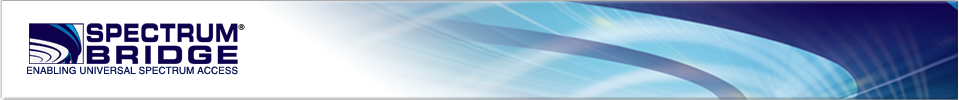 SPECTRUM®
BRIDGE
ENABLING UNIVERSAL SPECTRUM ACCESS